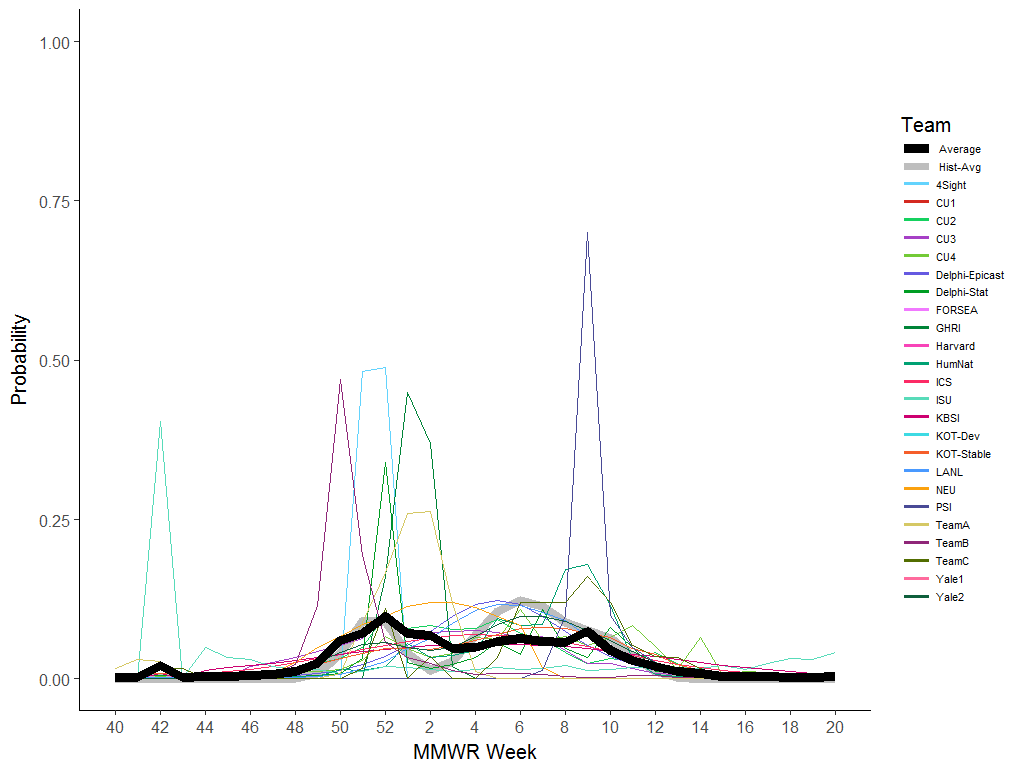 1.00
0.75
0.50
0.25
0.00
Probability
40 42 44 46 48 50 52 2 4 6 8 10 12 14 16 18 20
MMWR Week
Team
Average
Hist-Avg
4Sight
CU1
CU2
CU3
CU4
Delphi-Epicast
Delphi-Stat
FORSEA
GHRI
Harvard
HumNat
ICS
ISU
KBSI
KOT-Dev
KOT-Stable
LANL
NEU
PSI
TeamA
TeamB
TeamC
Yale1
Yale2